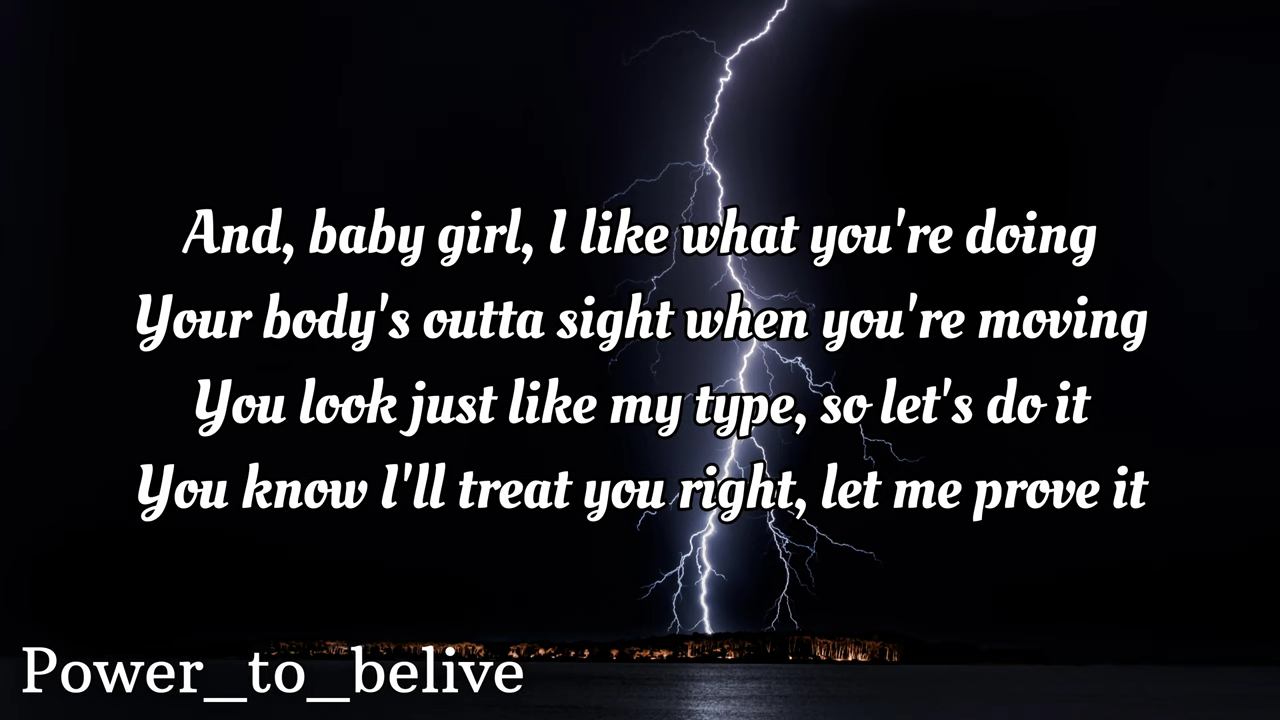 And, baby girl, I like what you're doing
Your body's outta sight when you're moving
You look just like my type, so let's do it
You know I'll treat you right, let me prove it
Power_to_belive